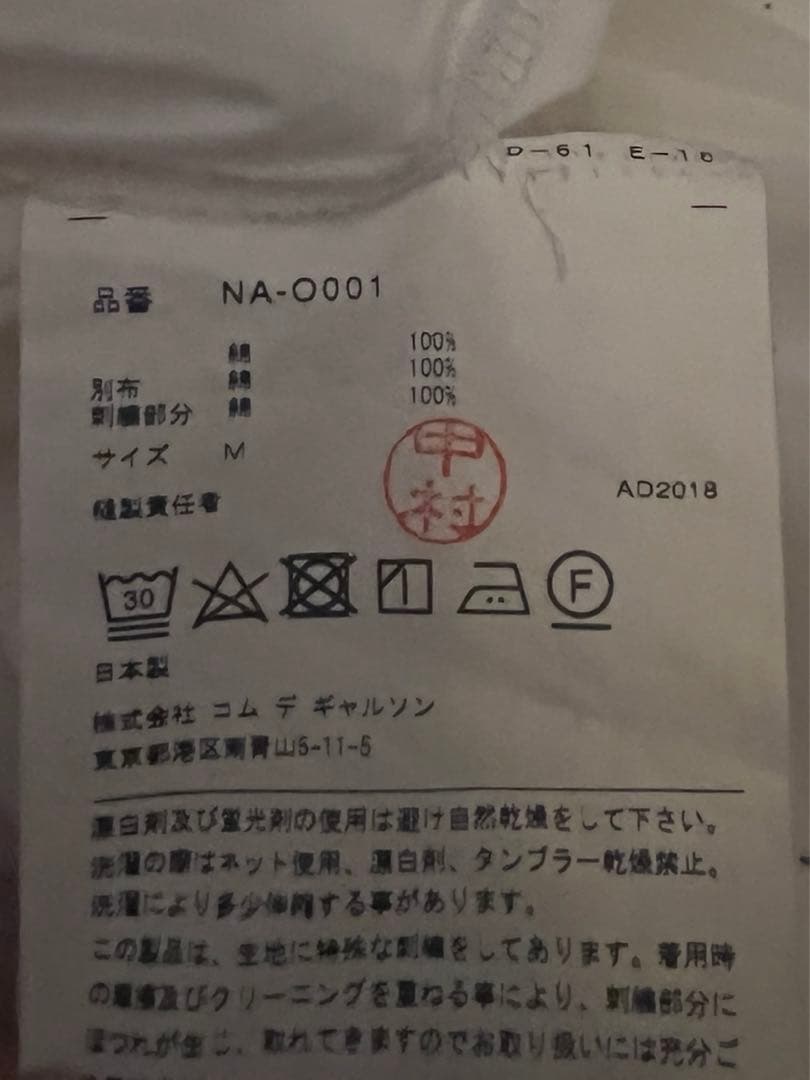 D-61 E-10
品番 NA-O001
綿 100%
別布 綿 100%
刺繍部分 綿 100%
サイズ M
中村
縫製責任者
AD2018
30
F
日本製
株式会社 コム デ ギャルソン
東京都港区南青山5-11-5
漂白剤及び蛍光剤の使用は避け自然乾燥をして下さい。
洗濯の際はネット使用、漂白剤、タンブラー乾燥禁止。
洗濯により多少伸縮する事があります。
この製品は、生地に特殊な刺繍をしてあります。着用時
の摩擦及びクリーニングを重ねる事により、刺繍部分に
ほつれが生じ、取れてきますのでお取り扱いには充分ご